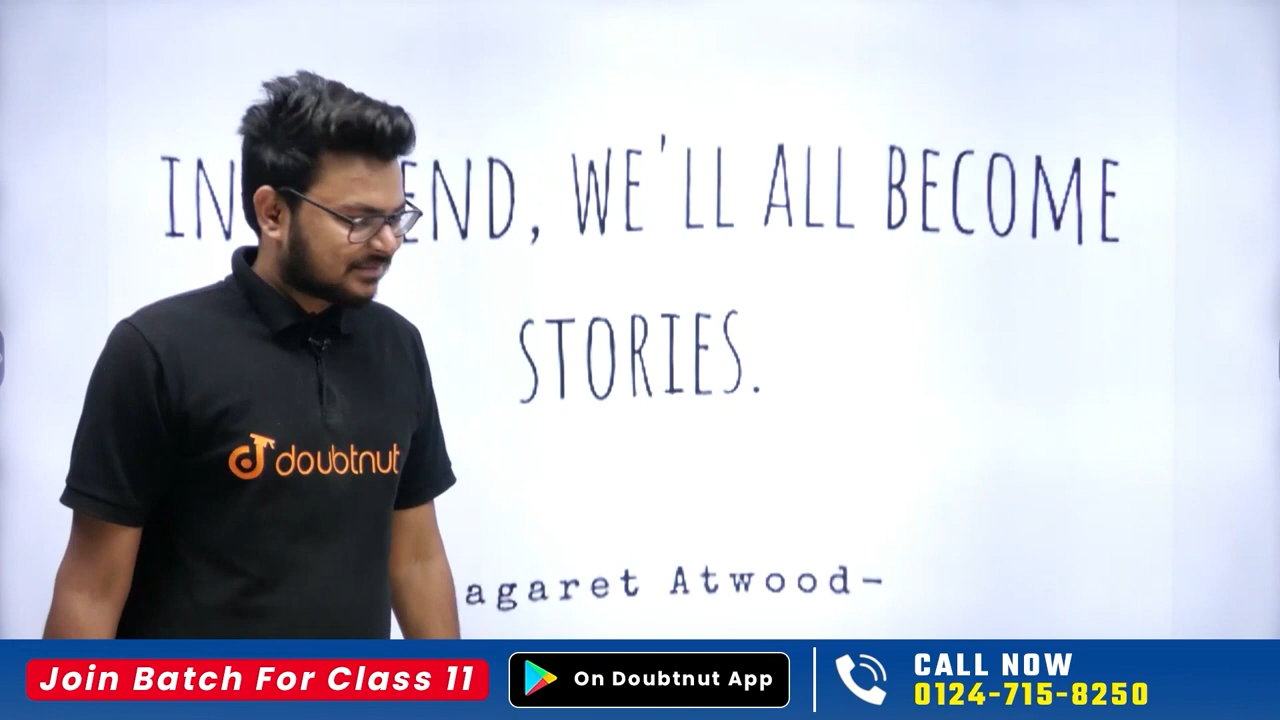 IN END, WE'LL ALL BECOME
STORIES.
doubtnut
agaret Atwood-
Join Batch For Class 11
On Doubtnut App
CALL NOW
0124-715-8250